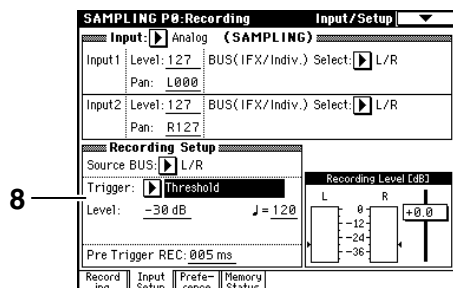 SAMPLING P0:Recording Input/Setup
Input: Analog (SAMPLING)
Input1 Level: 127 BUS(IFX/Indiv.) Select: L/R
Pan: L000
Input2 Level: 127 BUS(IFX/Indiv.) Select: L/R
Pan: R127
Recording Setup
Source BUS: L/R
Trigger: Threshold
Level: -30 dB ♩= 120
Pre Trigger REC: 005 ms
Recording Level [dB]
L R
0
-12
-24
-36
+0.0
8
Record
ing
Input
Setup
Prefe-
rence
Memory
Status